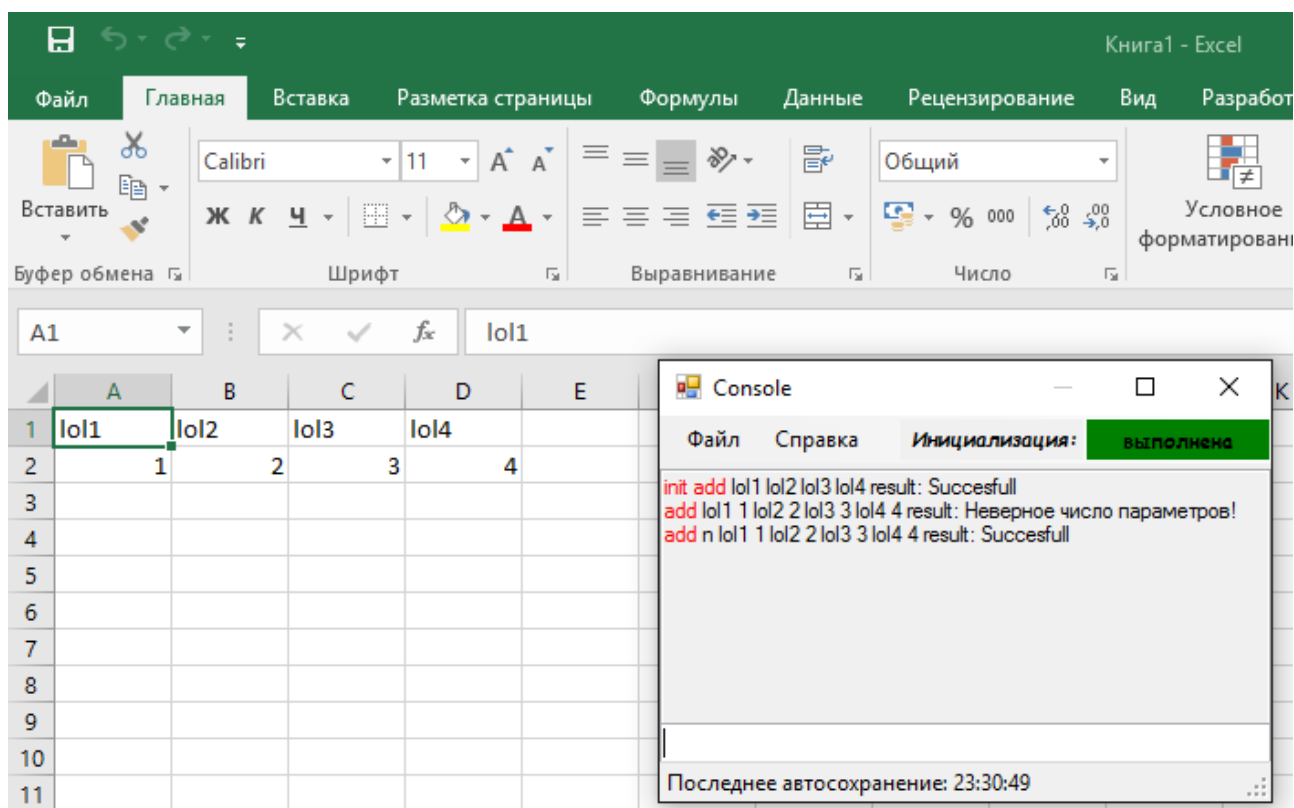 Книга1 - Excel
Файл Главная Вставка Разметка страницы Формулы Данные Рецензирование Вид Разработ
Calibri 11 А А Общий
Вставить Ж К Ч А % 000 ,00 Условное
форматировани
Буфер обмена Шрифт Выравнивание Число
A1 fx lol1
A B C D E K
1 lol1 lol2 lol3 lol4
2 1 2 3 4
3
4
5
6
7
8
9
10
11
Console
Файл Справка Инициализация: выполнена
init add lol1 lol2 lol3 lol4 result: Succesfull
add lol1 1 lol2 2 lol3 3 lol4 4 result: Неверное число параметров!
add n lol1 1 lol2 2 lol3 3 lol4 4 result: Succesfull
Последнее автосохранение: 23:30:49